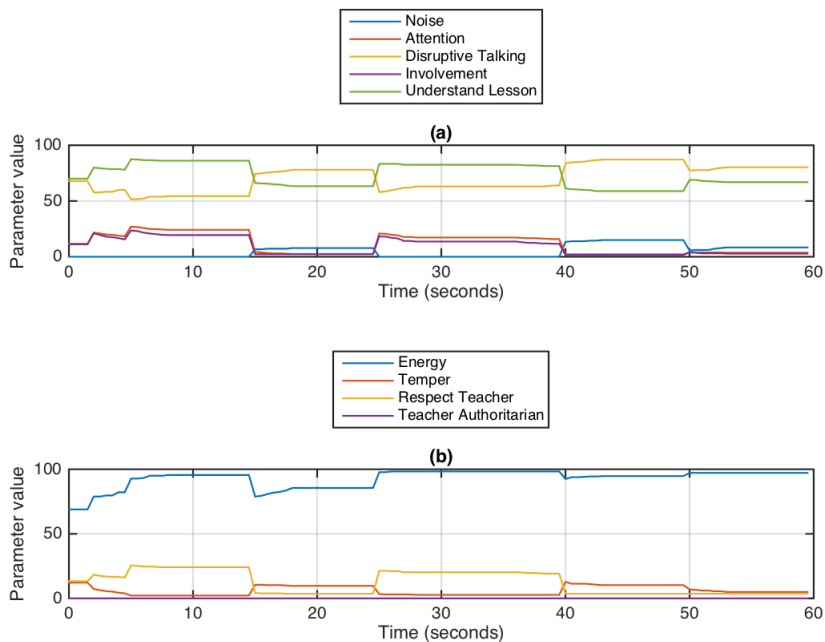 Noise
Attention
Disruptive Talking
Involvement
Understand Lesson
(a)
100
50
0
Parameter value
0 10 20 30 40 50 60
Time (seconds)
Energy
Temper
Respect Teacher
Teacher Authoritarian
(b)
100
50
0
Parameter value
0 10 20 30 40 50 60
Time (seconds)